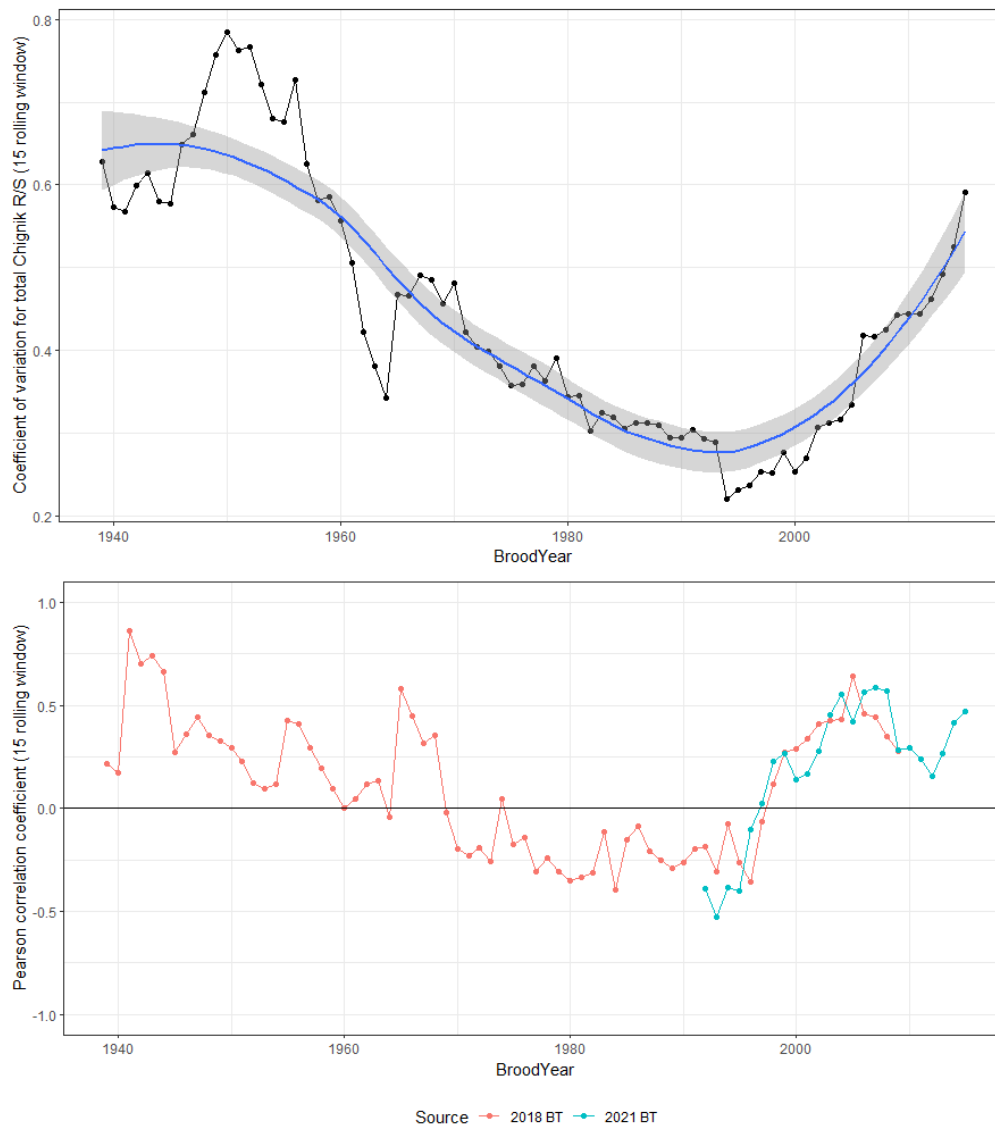 Coefficient of variation for total Chignik R/S (15 rolling window)
0.8
0.6
0.4
0.2
1940 1960 1980 2000
BroodYear
Pearson correlation coefficient (15 rolling window)
1.0
0.5
0.0
-0.5
-1.0
1940 1960 1980 2000
BroodYear
Source 2018 BT 2021 BT